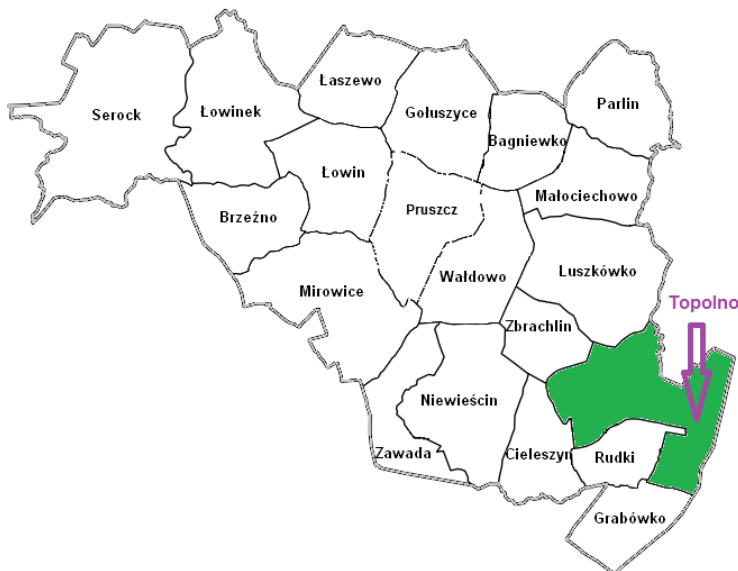 Łaszewo
Parlin
Serock
Łowinek
Gołuszyce
Bagniewko
Łowin
Małociechowo
Pruszcz
Brzeźno
Luszkówko
Wałdowo
Mirowice
Topolno
Zbrachlin
Niewieścin
Zawada
Cieleszyn
Rudki
Grabówko